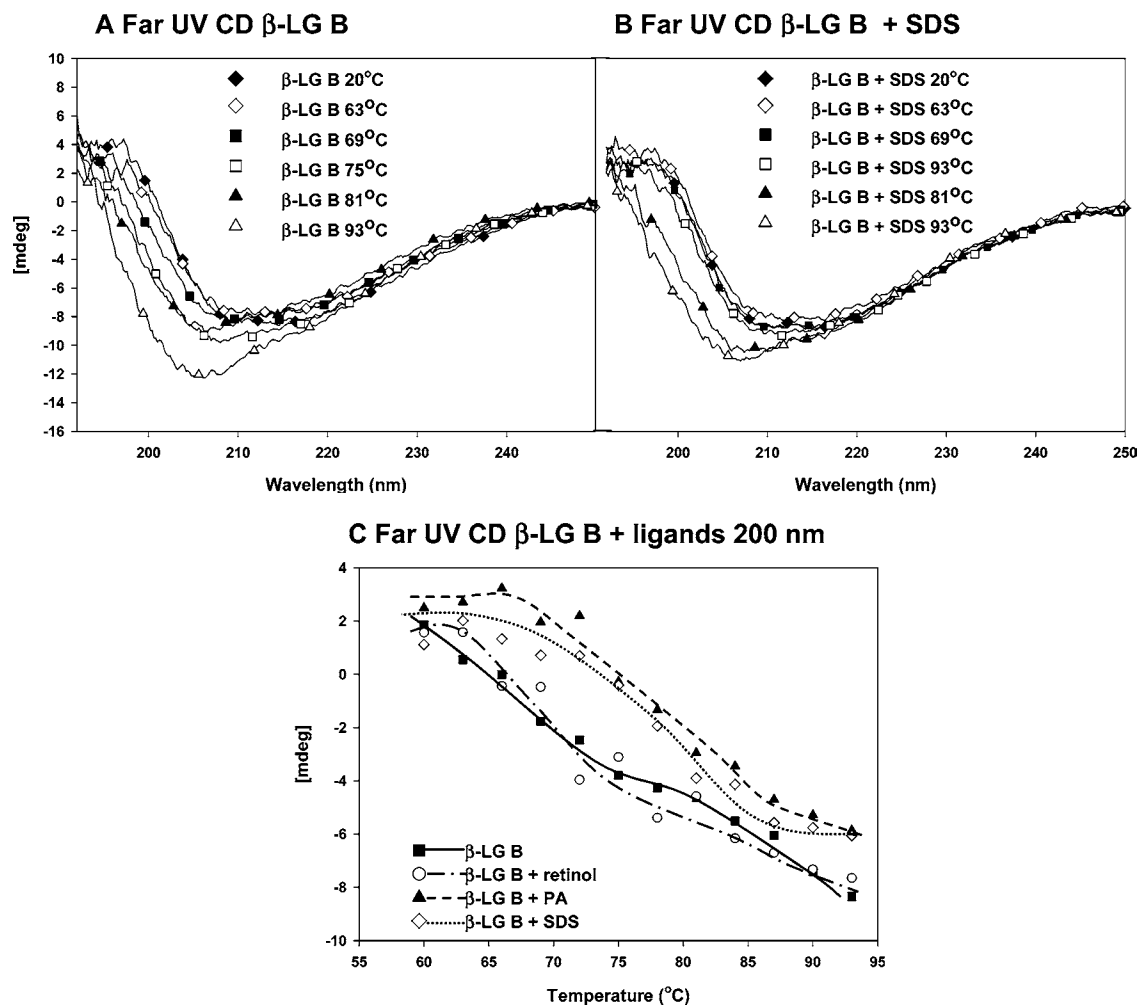 A Far UV CD β-LG B
B Far UV CD β-LG B + SDS
10
8
6
4
2
0
-2
-4
-6
-8
-10
-12
-14
-16
[mdeg]
β-LG B 20°C
β-LG B 63°C
β-LG B 69°C
β-LG B 75°C
β-LG B 81°C
β-LG B 93°C
200
210
220
230
240
Wavelength (nm)
β-LG B + SDS 20°C
β-LG B + SDS 63°C
β-LG B + SDS 69°C
β-LG B + SDS 93°C
β-LG B + SDS 81°C
β-LG B + SDS 93°C
200
210
220
230
240
250
Wavelength (nm)
C Far UV CD β-LG B + ligands 200 nm
4
2
0
-2
-4
-6
-8
-10
[mdeg]
β-LG B
β-LG B + retinol
β-LG B + PA
β-LG B + SDS
55
60
65
70
75
80
85
90
95
Temperature (°C)